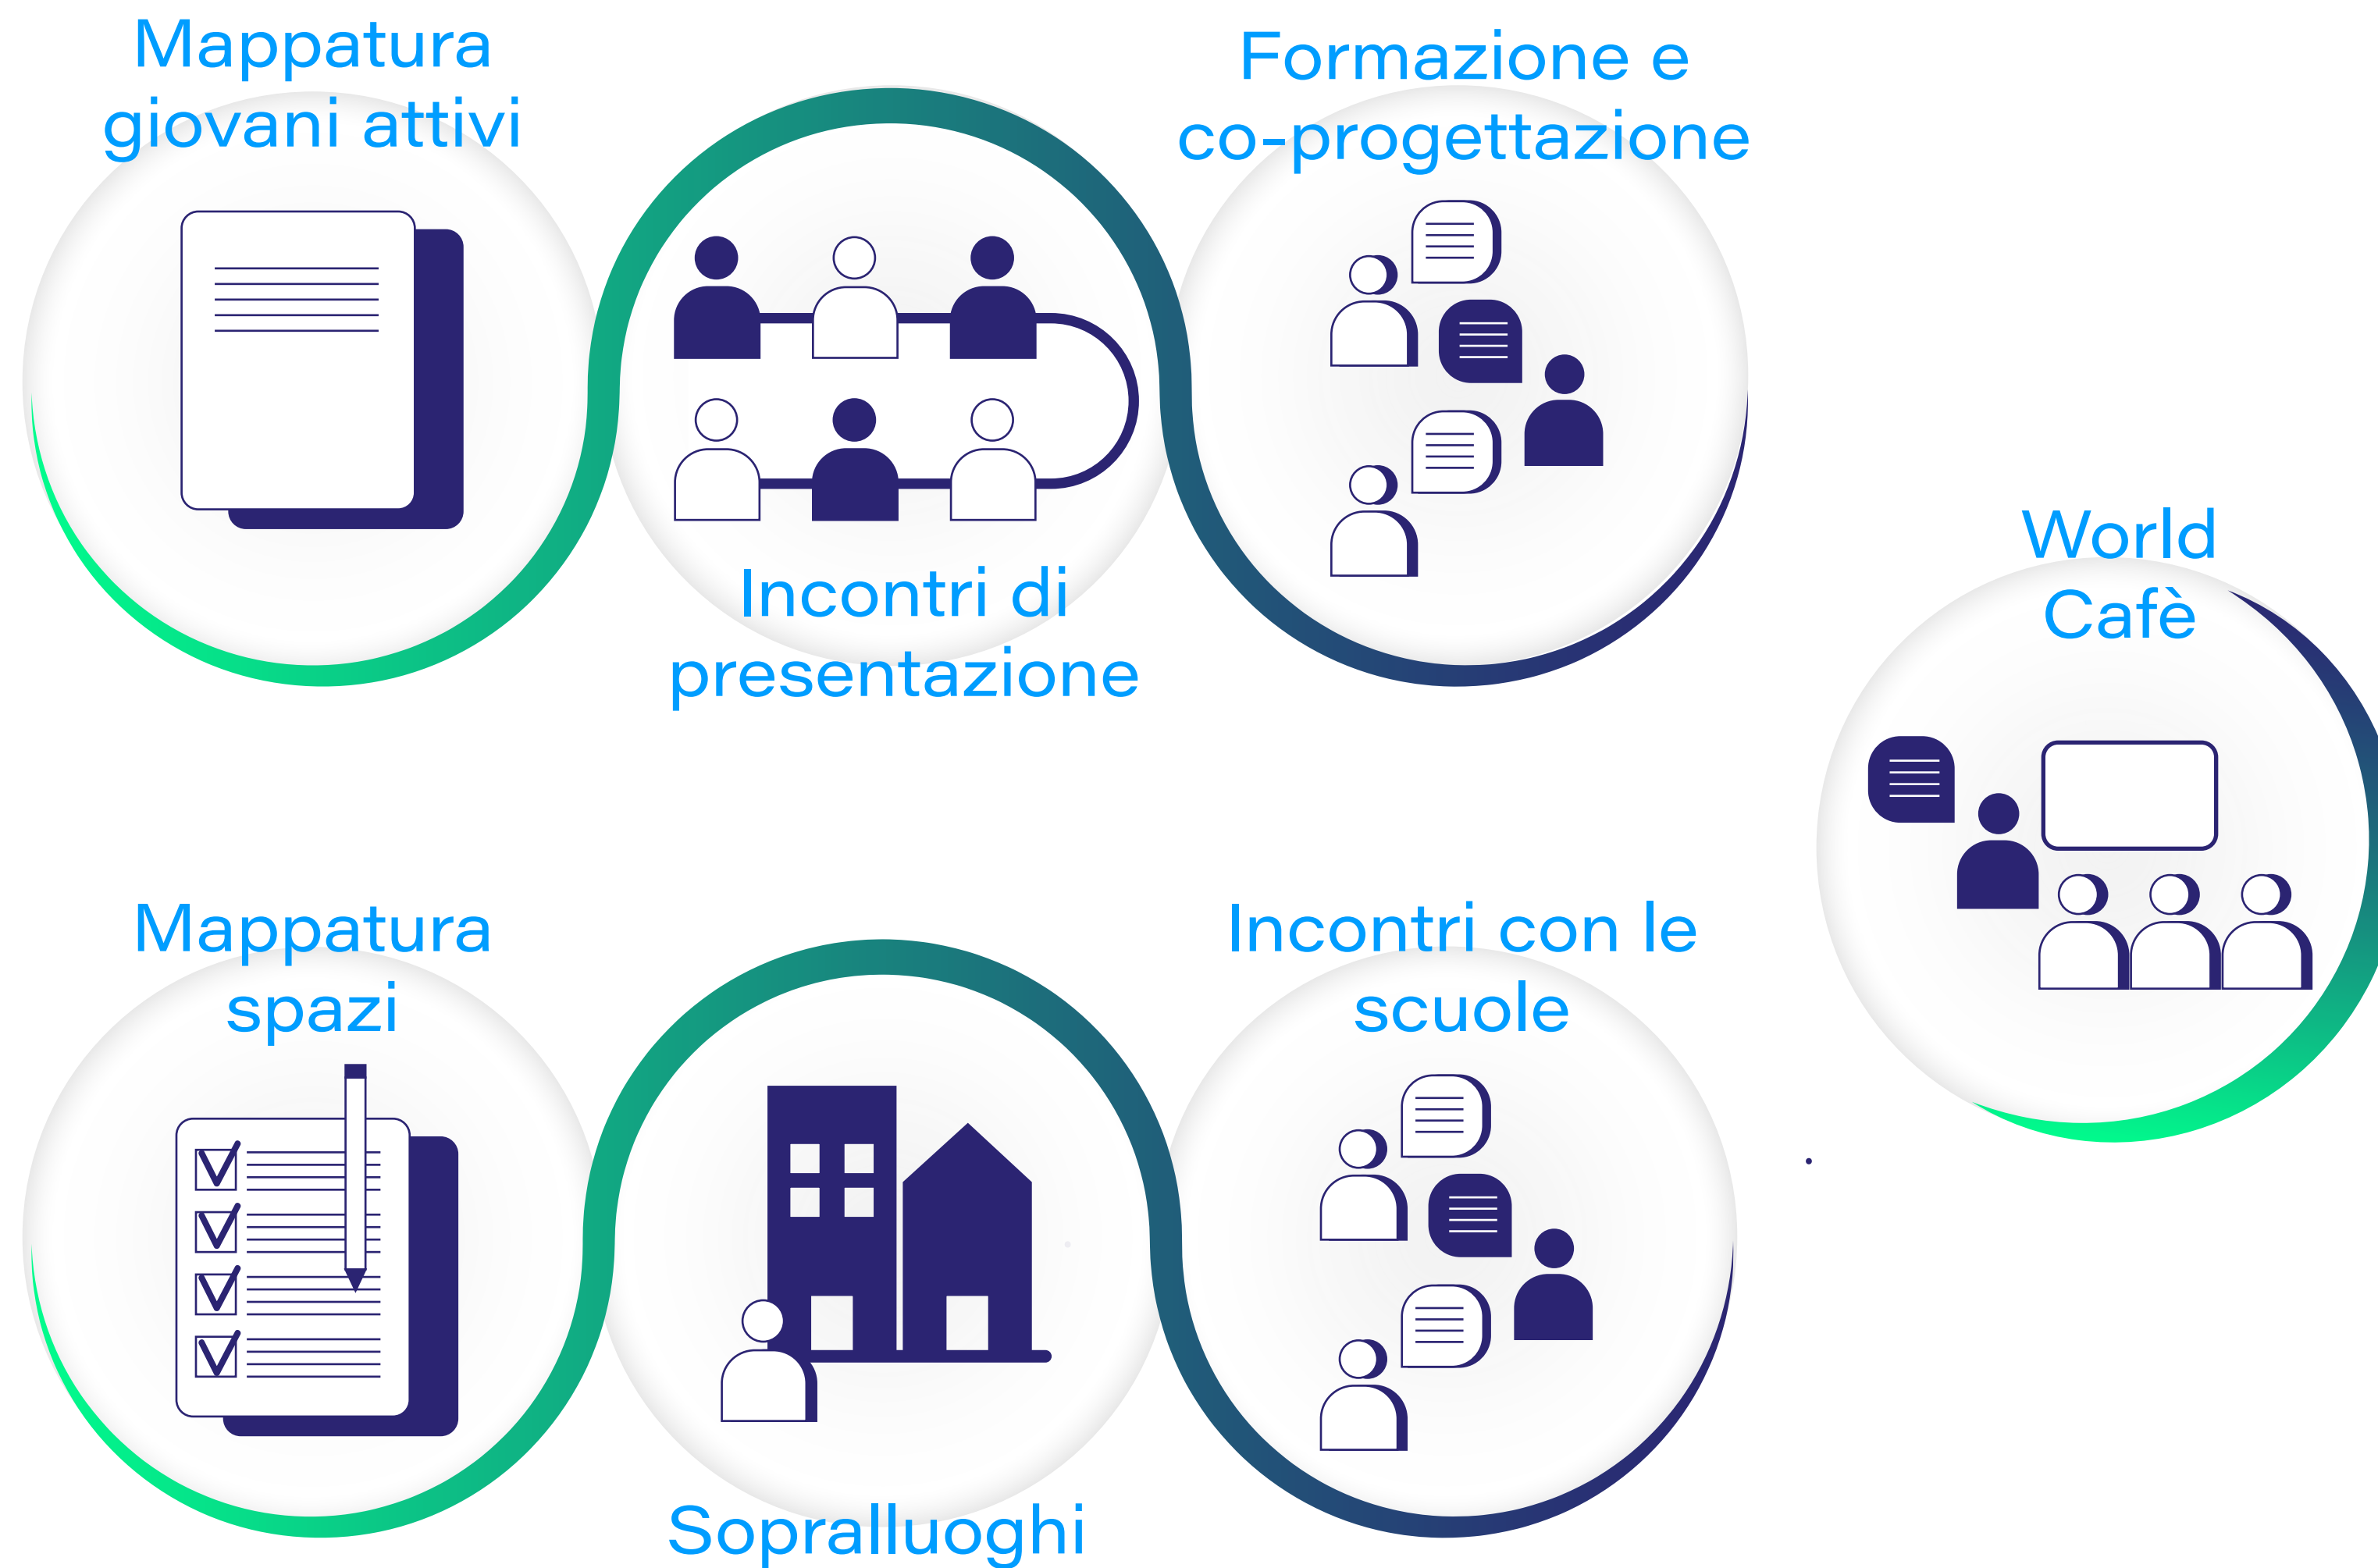 Mappatura
giovani attivi
Incontri di
presentazione
Formazione e
co-progettazione
World
Cafè
Mappatura
spazi
Sopralluoghi
Incontri con le
scuole